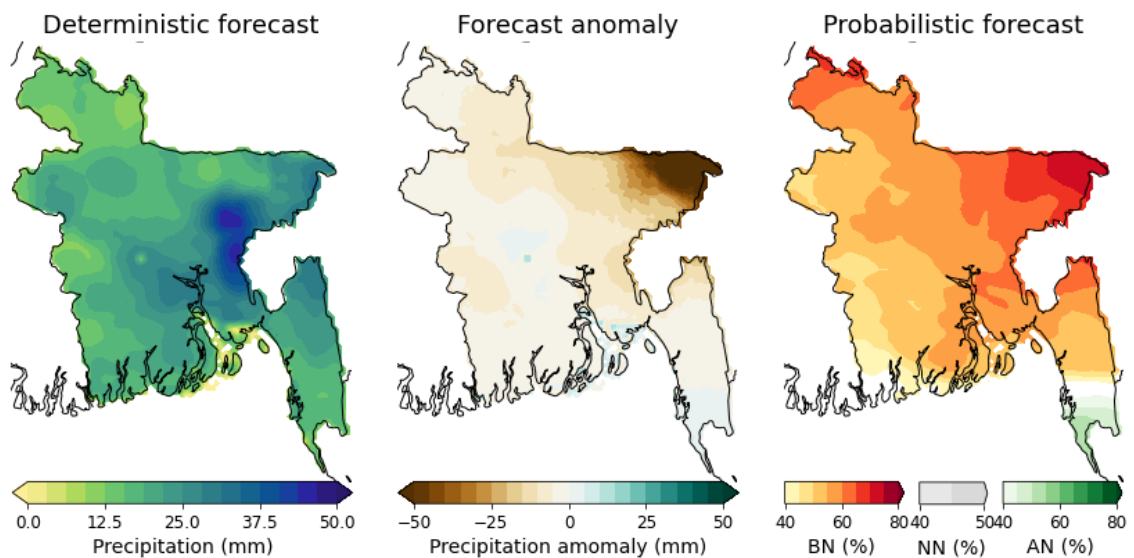 Deterministic forecast
Forecast anomaly
Probabilistic forecast
0.0 12.5 25.0 37.5 50.0
Precipitation (mm)
−50 −25 0 25 50
Precipitation amomaly (mm)
40 60 80
BN (%)
40 50
NN (%)
40 60 80
AN (%)